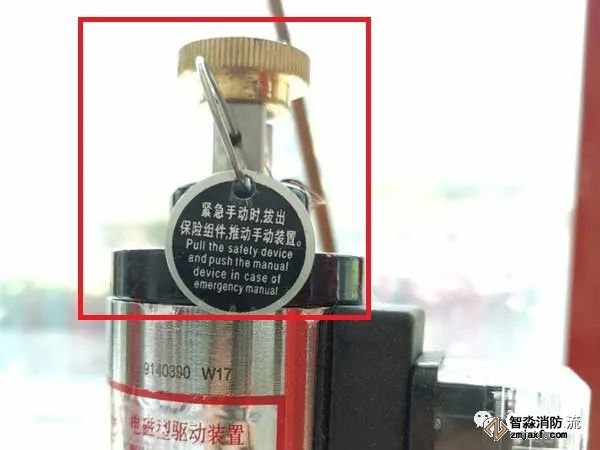 紧急手动时,拔出
保险组件,推动手动装置。
Pull the safety device
and push the manual
device in case of
emergency manual
9140390 W17
电磁型驱动装置
智淼消防
流
zmjaxf.com